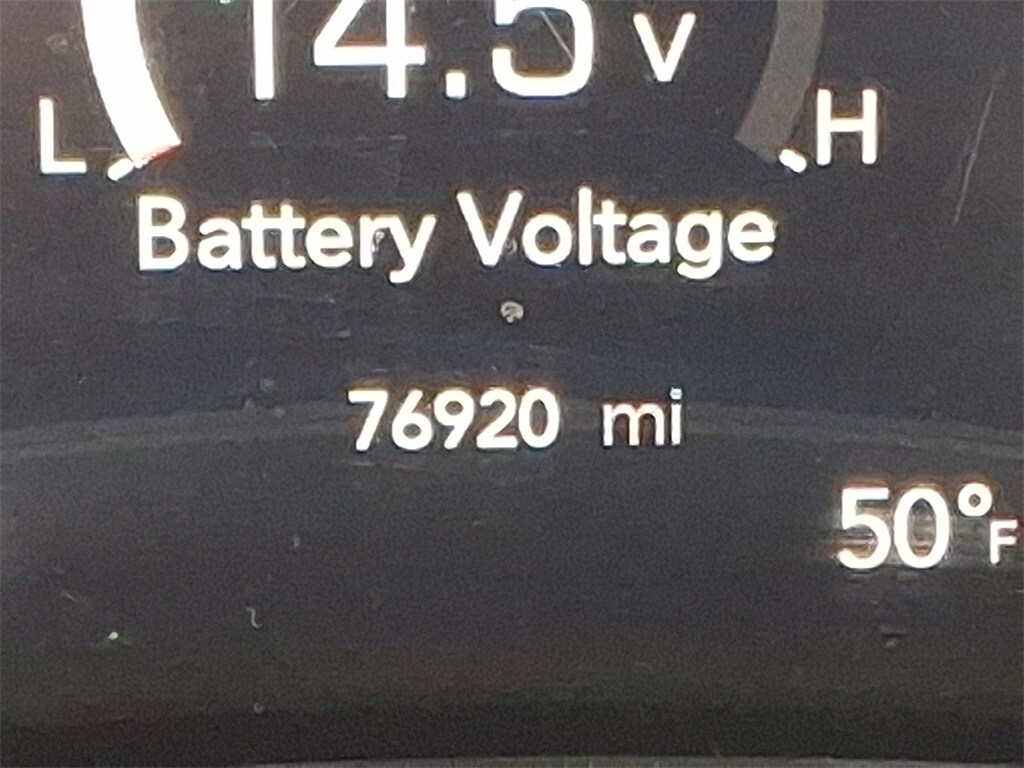 14.5 V
L H
Battery Voltage
76920 mi
50°F